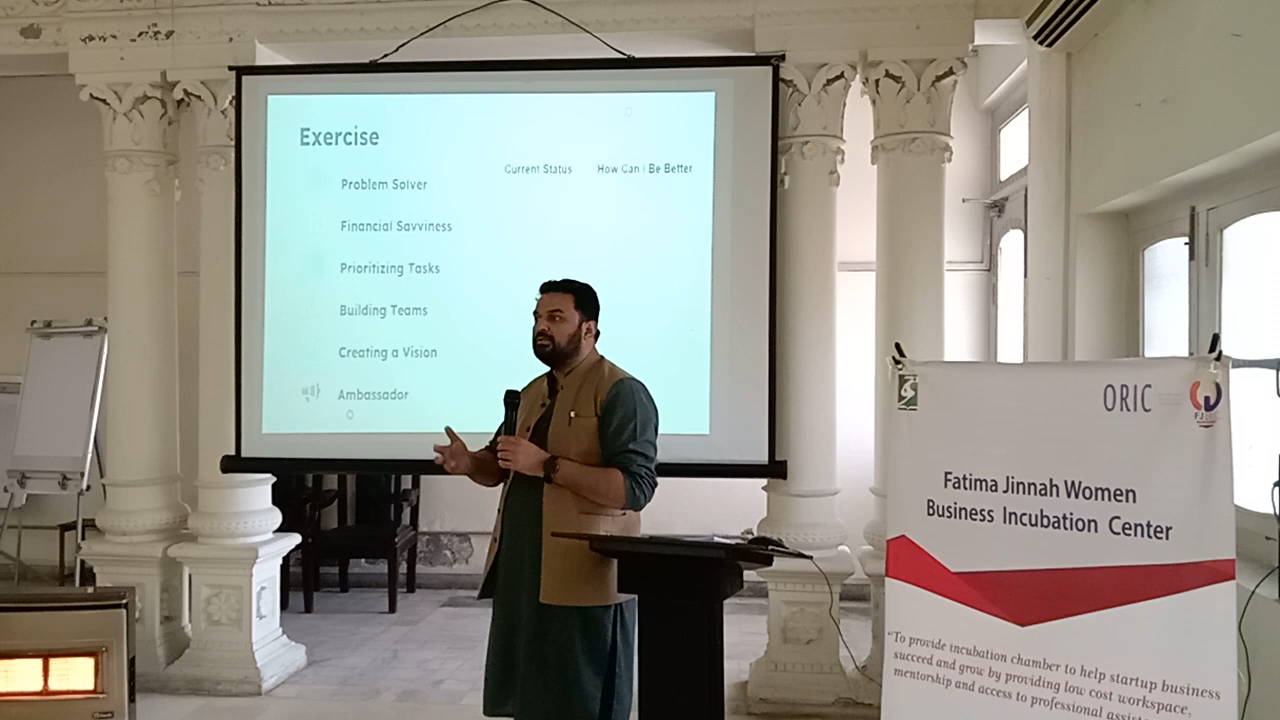 Exercise
Current Status How Can I Be Better
Problem Solver
Financial Savviness
Prioritizing Tasks
Building Teams
Creating a Vision
Ambassador
ORIC
Fatima Jinnah Women
Business Incubation Center
"To provide incubation chamber to help startup business
succeed and grow by providing low cost workspace,
mentorship and access to professional